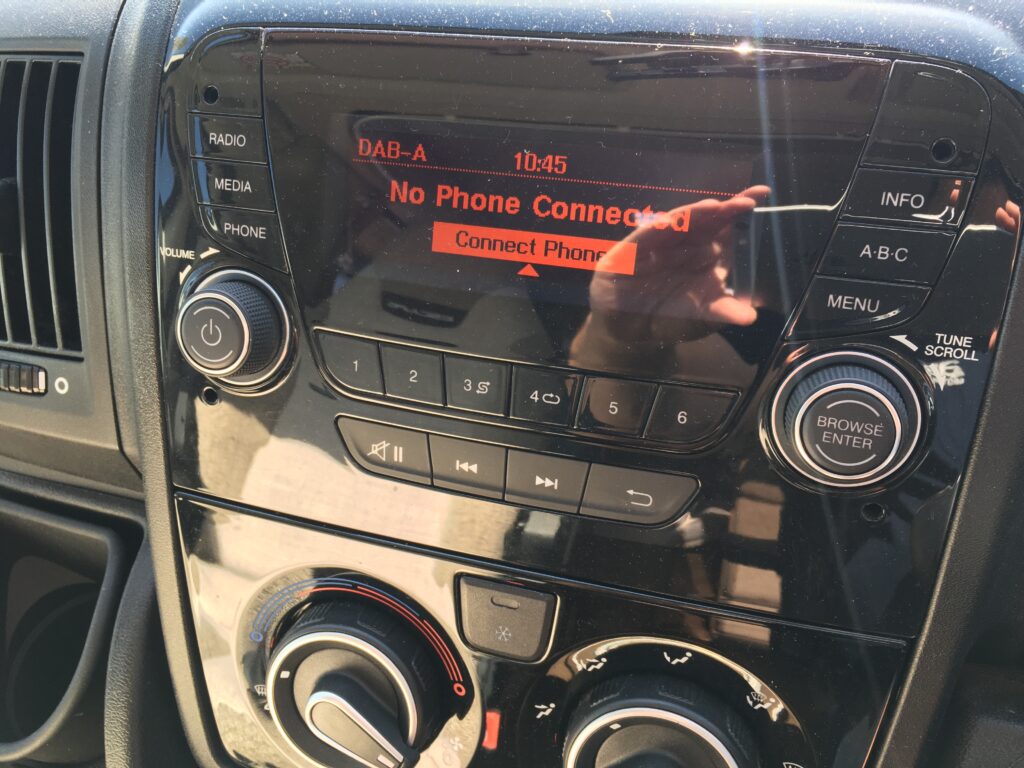 DAB-A 10:45
No Phone Connected
Connect Phone
RADIO
MEDIA
PHONE
VOLUME
INFO i
A·B·C
MENU
TUNE
SCROLL
1 2 3 4 5 6
BROWSE
ENTER